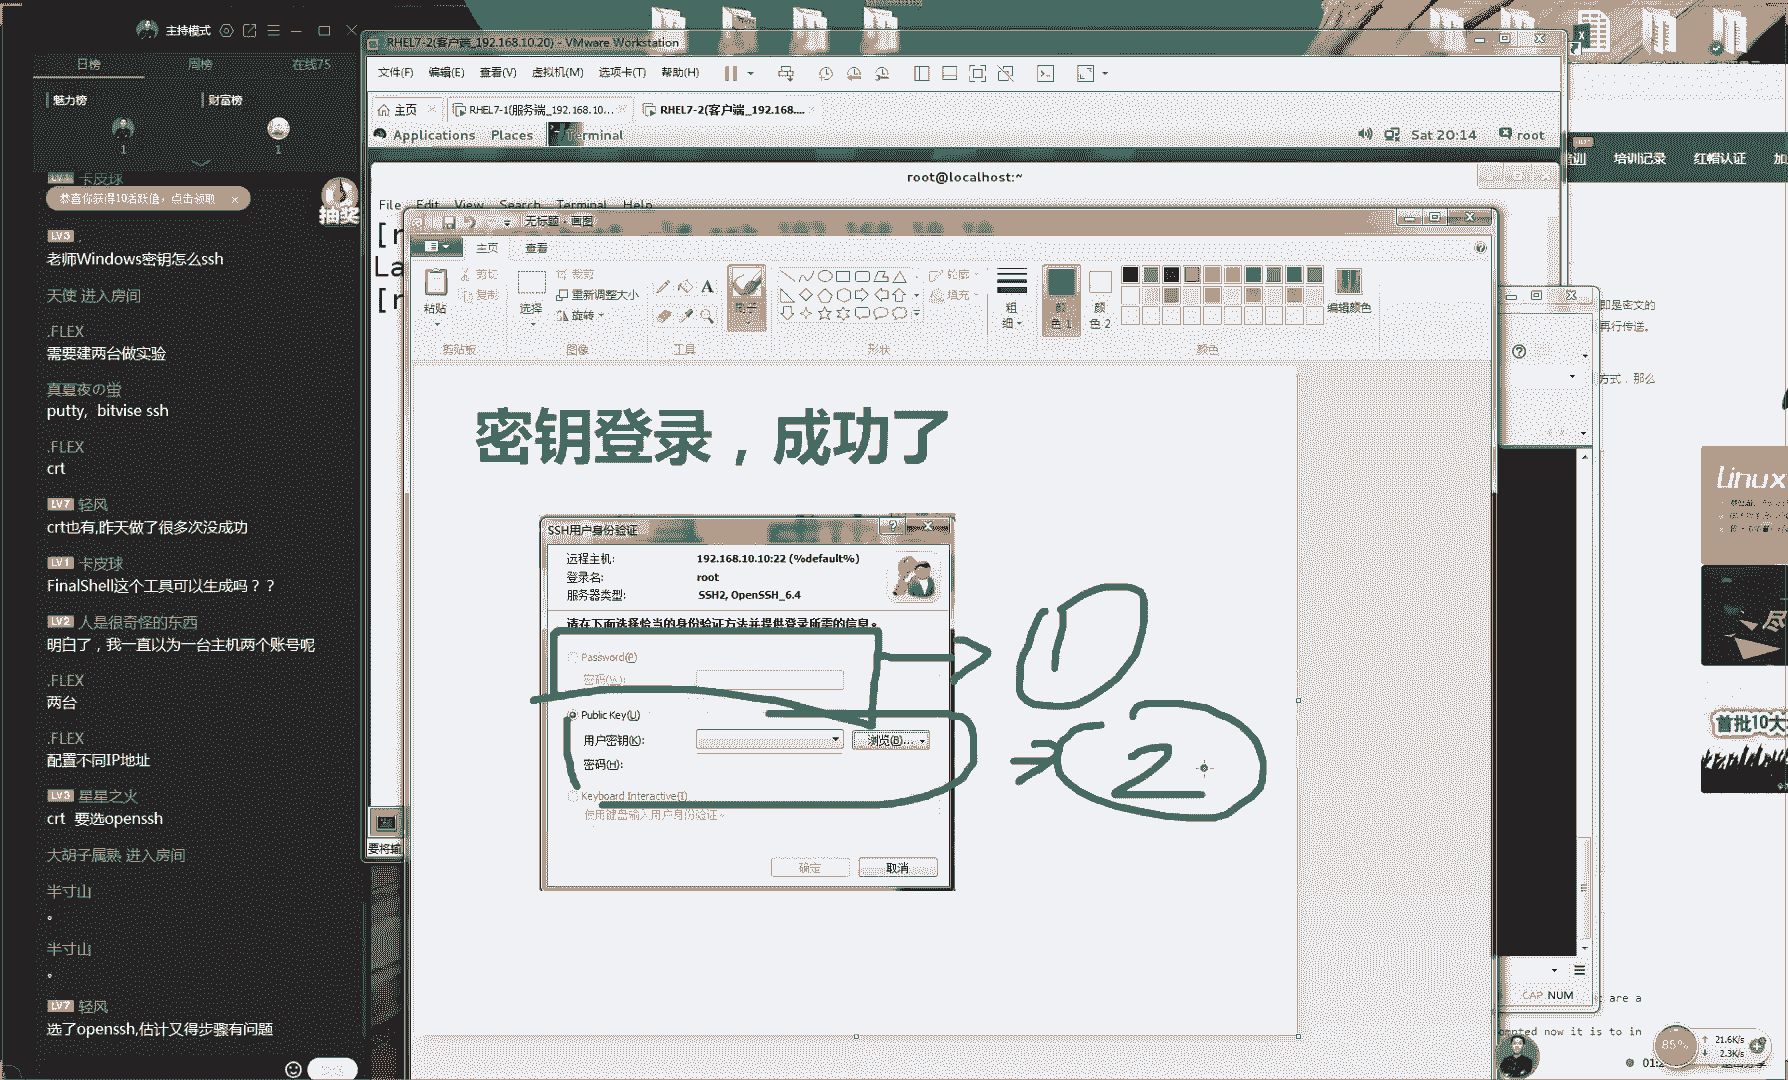 主持模式
日榜 周榜 在线75
魅力榜 财富榜
1 1
LV1 卡皮球
恭喜你获得10活跃值，点击领取 ×
抽奖
LV3
老师Windows密钥怎么ssh
天使 进入房间
.FLEX
需要建两台做实验
真夏夜の蛍
putty, bitvise ssh
.FLEX
crt
LV7 轻风
crt也有,昨天做了很多次没成功
LV1 卡皮球
FinalShell这个工具可以生成吗？？
LV2 人是很奇怪的东西
明白了，我一直以为一台主机两个账号呢
.FLEX
两台
.FLEX
配置不同IP地址
LV3 星星之火
crt 要选openssh
大胡子属熟 进入房间
半寸山
。
半寸山
。
LV7 轻风
选了openssh,估计又得步骤有问题
RHEL7-2(客户端_192.168.10.20) - VMware Workstation
文件(F) 编辑(E) 查看(V) 虚拟机(M) 选项卡(T) 帮助(H)
主页 RHEL7-1(服务端_192.168.10... RHEL7-2(客户端_192.168....
Applications Places Terminal Sat 20:14 root
root@localhost:~
File Edit View Search Terminal Help
[r
La
[r
无标题 - 画图
主页 查看
粘贴 剪切 复制 选择 裁剪 重新调整大小 旋转 刷子 轮廓 填充 粗细 颜色 1 颜色 2 编辑颜色
剪贴板 图像 工具 形状 颜色
密钥登录，成功了
SSH用户身份验证
远程主机: 192.168.10.10:22 (%default%)
登录名: root
服务器类型: SSH2, OpenSSH_6.4
请在下面选择恰当的身份验证方法并提供登录所需的信息。
Password(P)
密码(W):
Public Key(U)
用户密钥(K): 浏览(B)...
密码(H):
Keyboard Interactive(I)
使用键盘输入用户身份验证。
确定 取消
1
2
要将输
培训记录 红帽认证 加
即是密文的
再行传送。
方式，那么
Linux
尽
首批10大
CAP NUM
are a
mpted now it is to in
85% 21.6K/s
2.3K/s